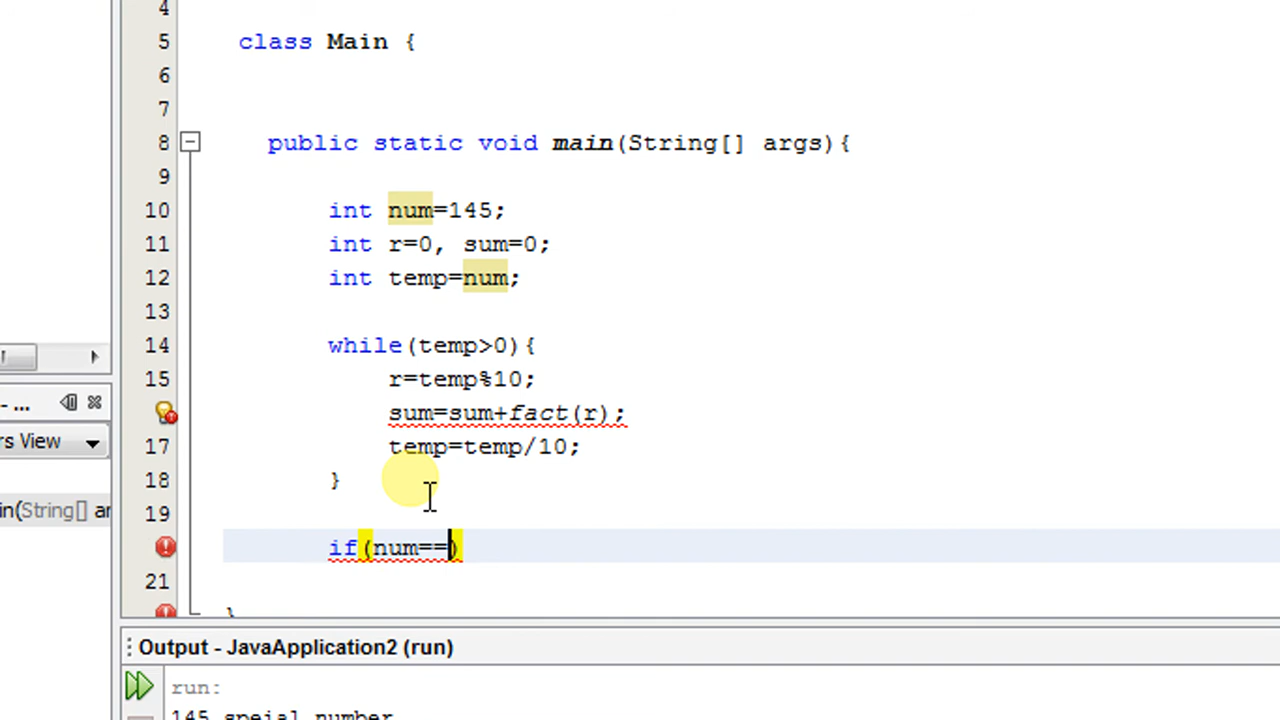 4
5 class Main {
6
7
8 public static void main(String[] args){
9
10 int num=145;
11 int r=0, sum=0;
12 int temp=num;
13
14 while(temp>0){
15 r=temp%10;
sum=sum+fact(r);
17 temp=temp/10;
18 }
19
if(num==)
21
}
- ...
rs View
in(String[] ar
Output - JavaApplication2 (run)
run:
145 speial number